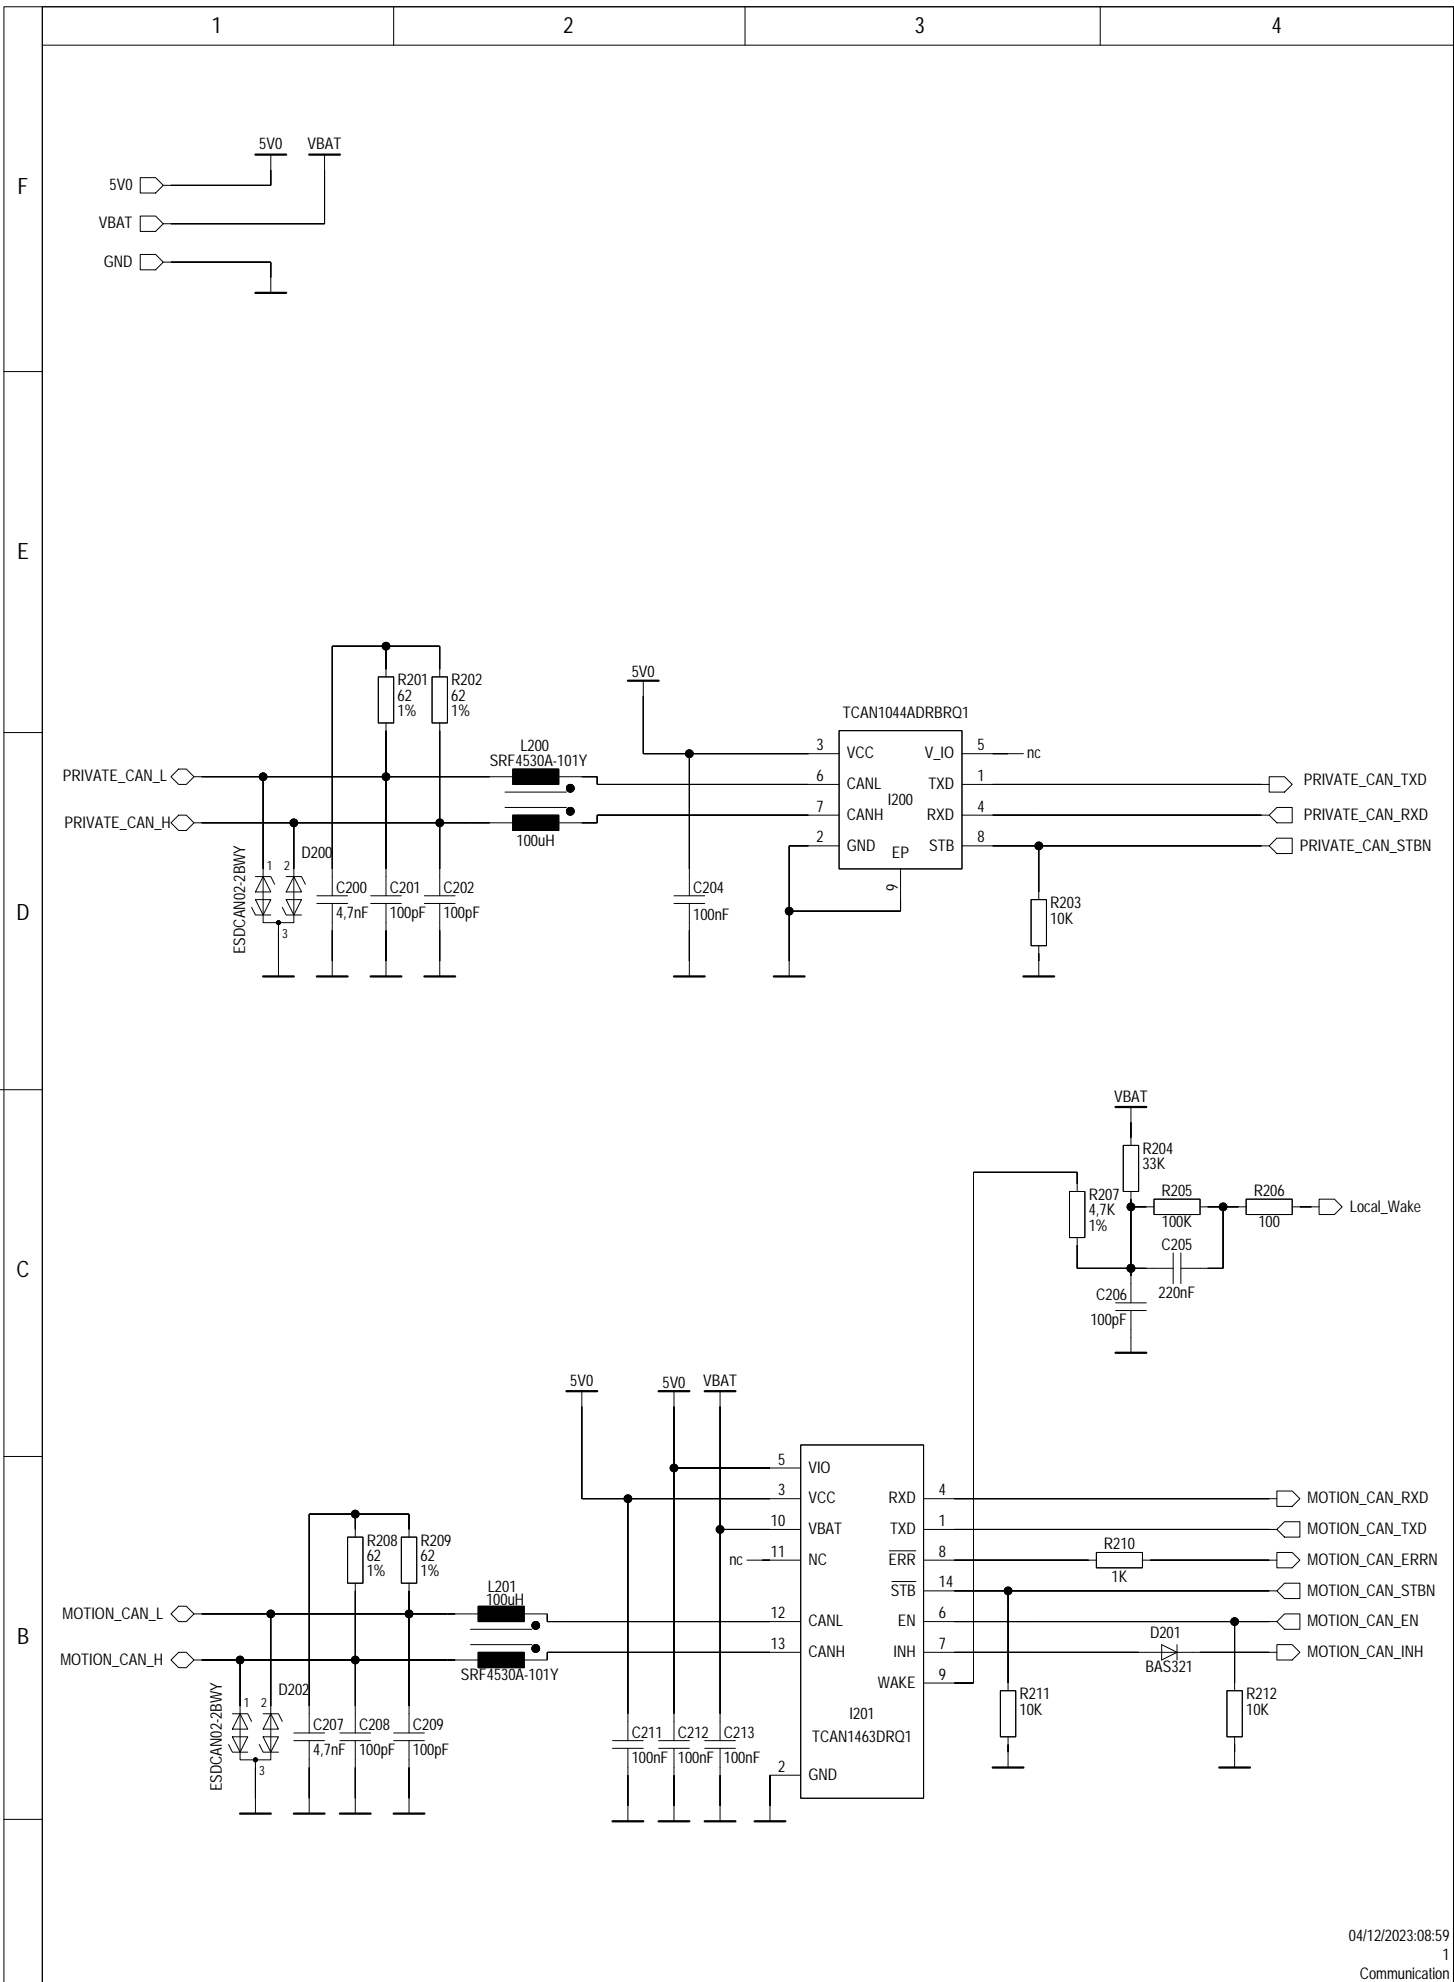 1 2 3 4
F
5V0 VBAT
5V0
VBAT
GND
E
R201 62 1%
R202 62 1%
5V0
TCAN1044ADRBRQ1
D
L200
SRF4530A-101Y
100uH
PRIVATE_CAN_L
PRIVATE_CAN_H
3 VCC V_IO 5 nc
6 CANL TXD 1
7 CANH RXD 4
2 GND STB 8
I200
EP
9
PRIVATE_CAN_TXD
PRIVATE_CAN_RXD
PRIVATE_CAN_STBN
ESDCAN02-2BWY
1 2 D200
3
C200 4,7nF
C201 100pF
C202 100pF
C204 100nF
R203 10K
C
VBAT
R204 33K
R207 4,7K 1%
R205 100K
R206 100
Local_Wake
C205 220nF
C206 100pF
5V0 5V0 VBAT
B
5 VIO
3 VCC RXD 4
10 VBAT TXD 1
nc 11 NC ERR 8
STB 14
12 CANL EN 6
13 CANH INH 7
WAKE 9
I201
TCAN1463DRQ1
2 GND
MOTION_CAN_RXD
MOTION_CAN_TXD
R210 1K
MOTION_CAN_ERRN
MOTION_CAN_STBN
MOTION_CAN_EN
D201
BAS321
MOTION_CAN_INH
R208 62 1%
R209 62 1%
L201
100uH
SRF4530A-101Y
MOTION_CAN_L
MOTION_CAN_H
ESDCAN02-2BWY
1 2 D202
3
C207 4,7nF
C208 100pF
C209 100pF
C211 100nF
C212 100nF
C213 100nF
R211 10K
R212 10K
04/12/2023:08:59
1
Communication